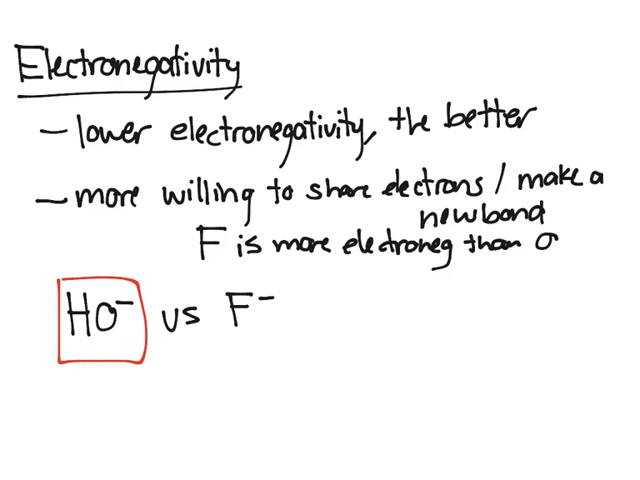 Electronegativity
- lower electronegativity, the better
- more willing to share electrons / make a
new bond
F is more electroneg than O
HO⁻ vs F⁻